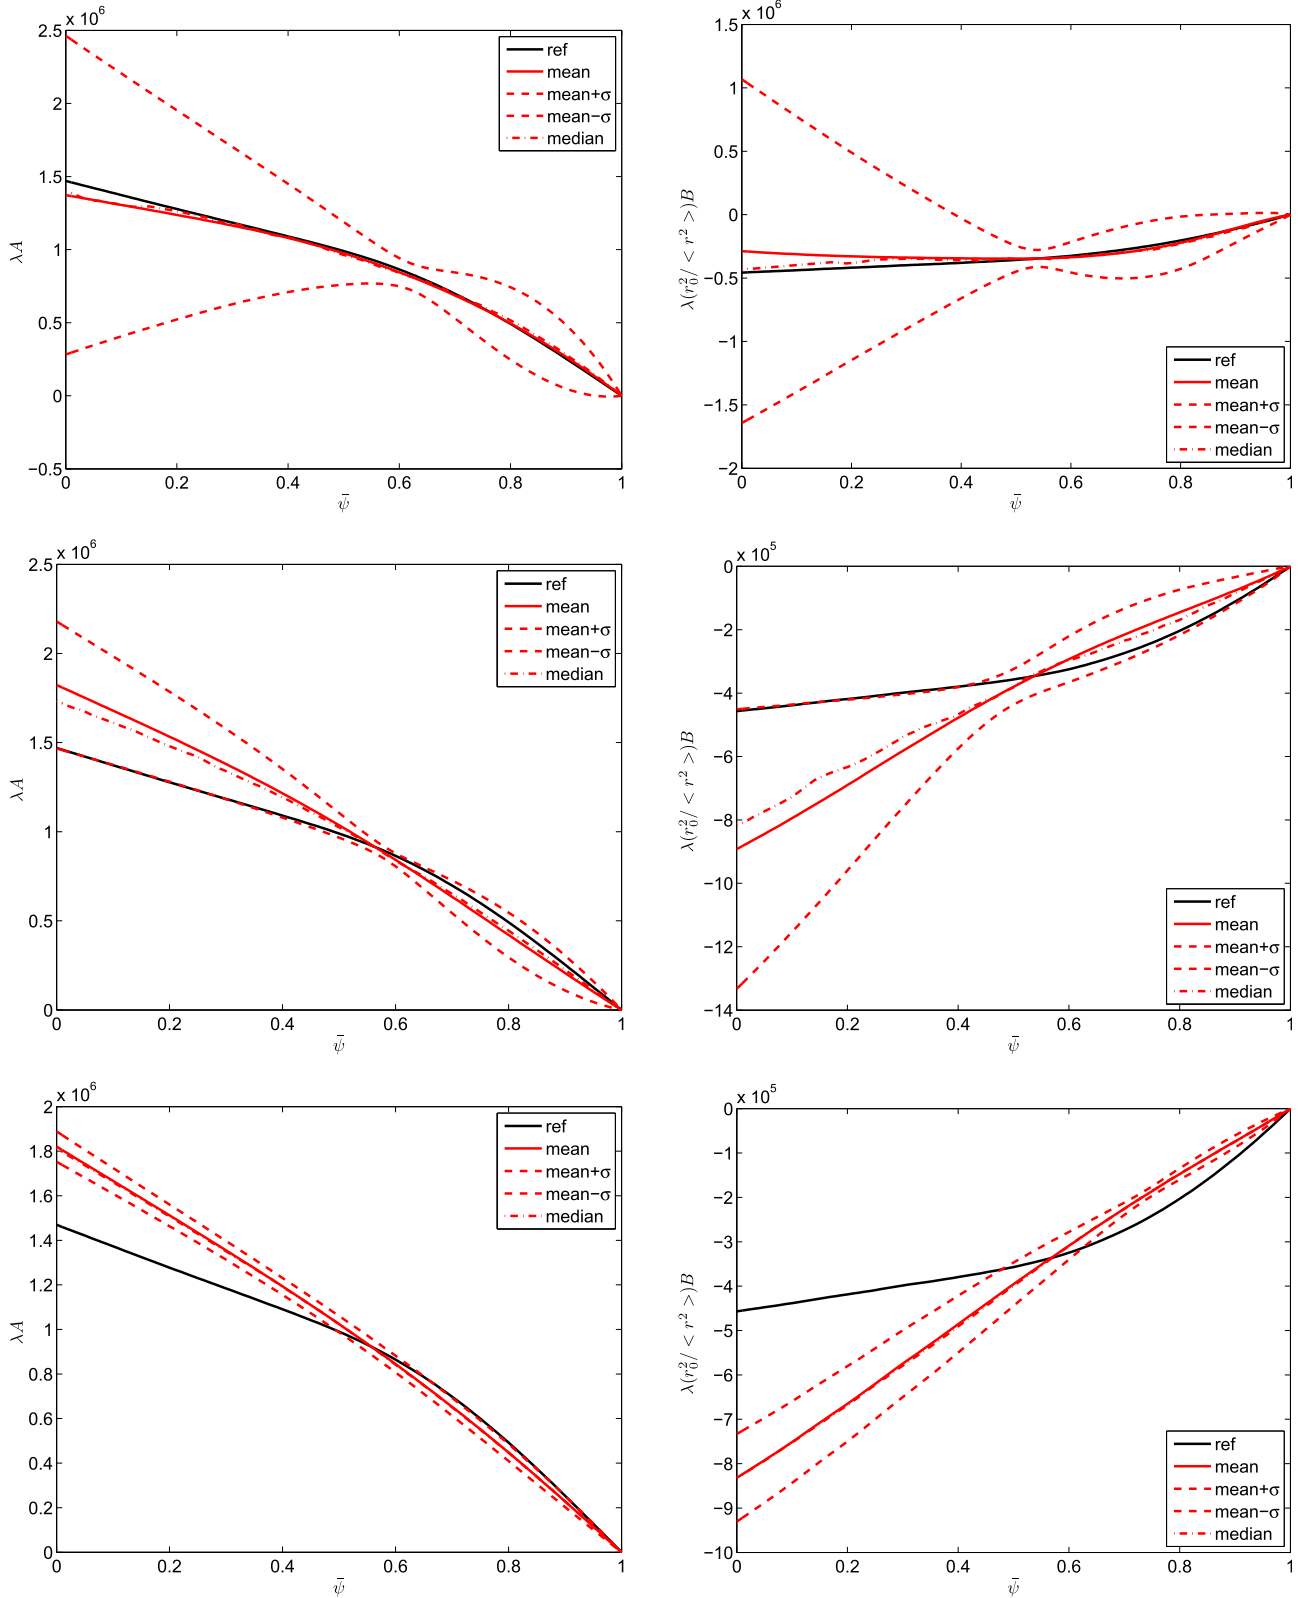 x 10^6
2.5
2
1.5
1
0.5
0
−0.5
0 0.2 0.4 0.6 0.8 1
λA
ψ̄
ref
mean
mean+σ
mean−σ
median
x 10^6
1.5
1
0.5
0
−0.5
−1
−1.5
−2
0 0.2 0.4 0.6 0.8 1
λ(r_0^2/ < r^2 >)B
ψ̄
ref
mean
mean+σ
mean−σ
median
x 10^6
2.5
2
1.5
1
0.5
0
0 0.2 0.4 0.6 0.8 1
λA
ψ̄
ref
mean
mean+σ
mean−σ
median
x 10^5
0
−2
−4
−6
−8
−10
−12
−14
0 0.2 0.4 0.6 0.8 1
λ(r_0^2/ < r^2 >)B
ψ̄
ref
mean
mean+σ
mean−σ
median
x 10^6
2
1.8
1.6
1.4
1.2
1
0.8
0.6
0.4
0.2
0
0 0.2 0.4 0.6 0.8 1
λA
ψ̄
ref
mean
mean+σ
mean−σ
median
x 10^5
0
−1
−2
−3
−4
−5
−6
−7
−8
−9
−10
0 0.2 0.4 0.6 0.8 1
λ(r_0^2/ < r^2 >)B
ψ̄
ref
mean
mean+σ
mean−σ
median